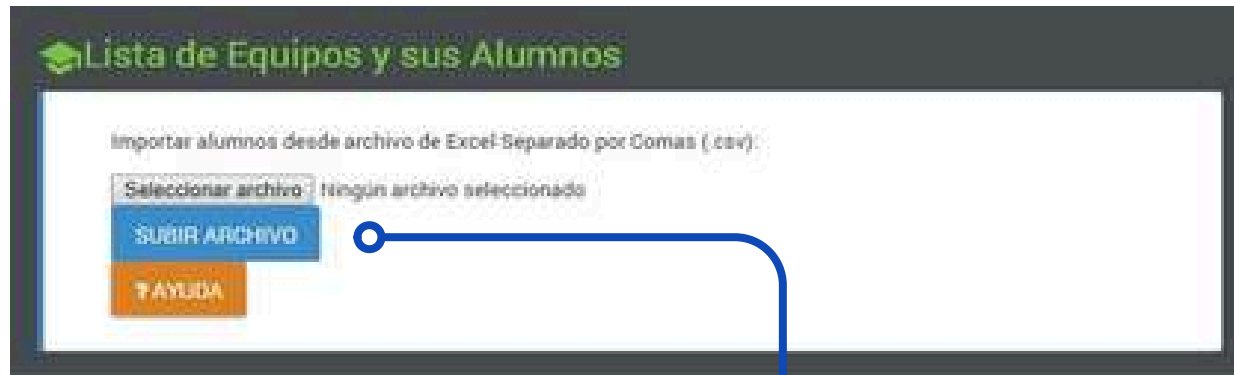 Lista de Equipos y sus Alumnos
Importar alumnos desde archivo de Excel Separado por Comas (.csv):
Seleccionar archivo Ningún archivo seleccionado
SUBIR ARCHIVO
? AYUDA